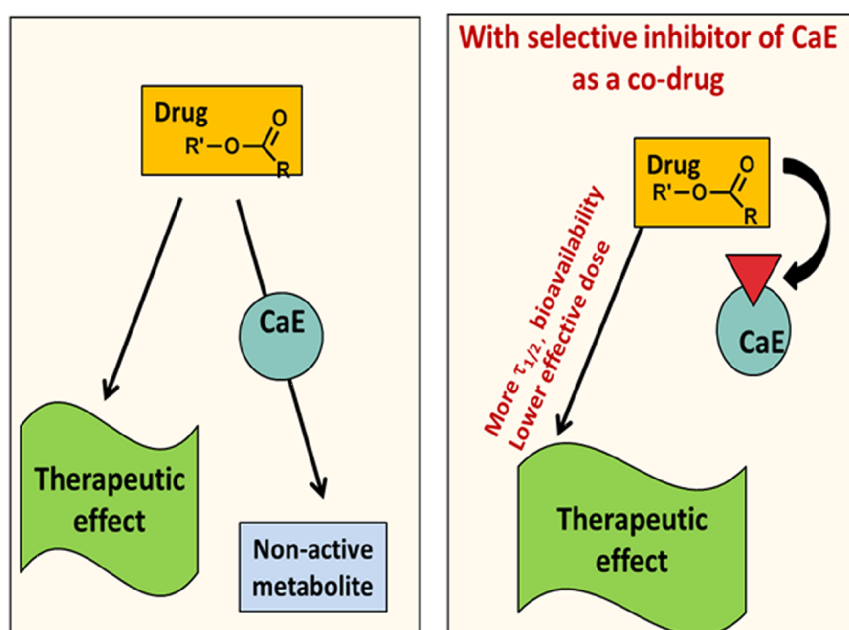 Drug
R'-O
O
R
CaE
Therapeutic
effect
Non-active
metabolite
With selective inhibitor of CaE
as a co-drug
Drug
R'-O
O
R
More τ1/2, bioavailability
Lower effective dose
CaE
Therapeutic
effect